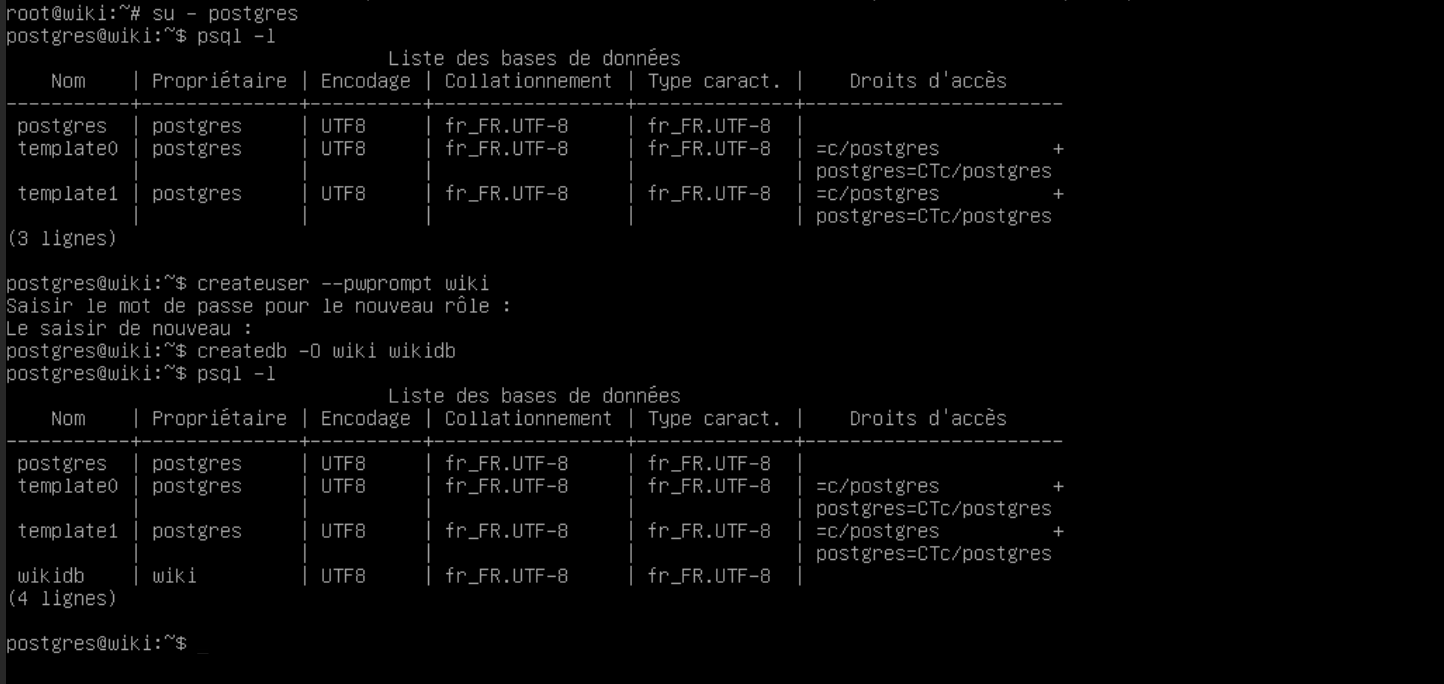 root@wiki:~# su - postgres
postgres@wiki:~$ psql -l
                                  Liste des bases de données
    Nom    | Propriétaire | Encodage | Collationnement | Type caract. |    Droits d'accès
-----------+--------------+----------+-----------------+--------------+-----------------------
 postgres  | postgres     | UTF8     | fr_FR.UTF-8     | fr_FR.UTF-8  |
 template0 | postgres     | UTF8     | fr_FR.UTF-8     | fr_FR.UTF-8  | =c/postgres          +
           |              |          |                 |              | postgres=CTc/postgres
 template1 | postgres     | UTF8     | fr_FR.UTF-8     | fr_FR.UTF-8  | =c/postgres          +
           |              |          |                 |              | postgres=CTc/postgres
(3 lignes)

postgres@wiki:~$ createuser --pwprompt wiki
Saisir le mot de passe pour le nouveau rôle :
Le saisir de nouveau :
postgres@wiki:~$ createdb -O wiki wikidb
postgres@wiki:~$ psql -l
                                  Liste des bases de données
    Nom    | Propriétaire | Encodage | Collationnement | Type caract. |    Droits d'accès
-----------+--------------+----------+-----------------+--------------+-----------------------
 postgres  | postgres     | UTF8     | fr_FR.UTF-8     | fr_FR.UTF-8  |
 template0 | postgres     | UTF8     | fr_FR.UTF-8     | fr_FR.UTF-8  | =c/postgres          +
           |              |          |                 |              | postgres=CTc/postgres
 template1 | postgres     | UTF8     | fr_FR.UTF-8     | fr_FR.UTF-8  | =c/postgres          +
           |              |          |                 |              | postgres=CTc/postgres
 wikidb    | wiki         | UTF8     | fr_FR.UTF-8     | fr_FR.UTF-8  |
(4 lignes)

postgres@wiki:~$ _